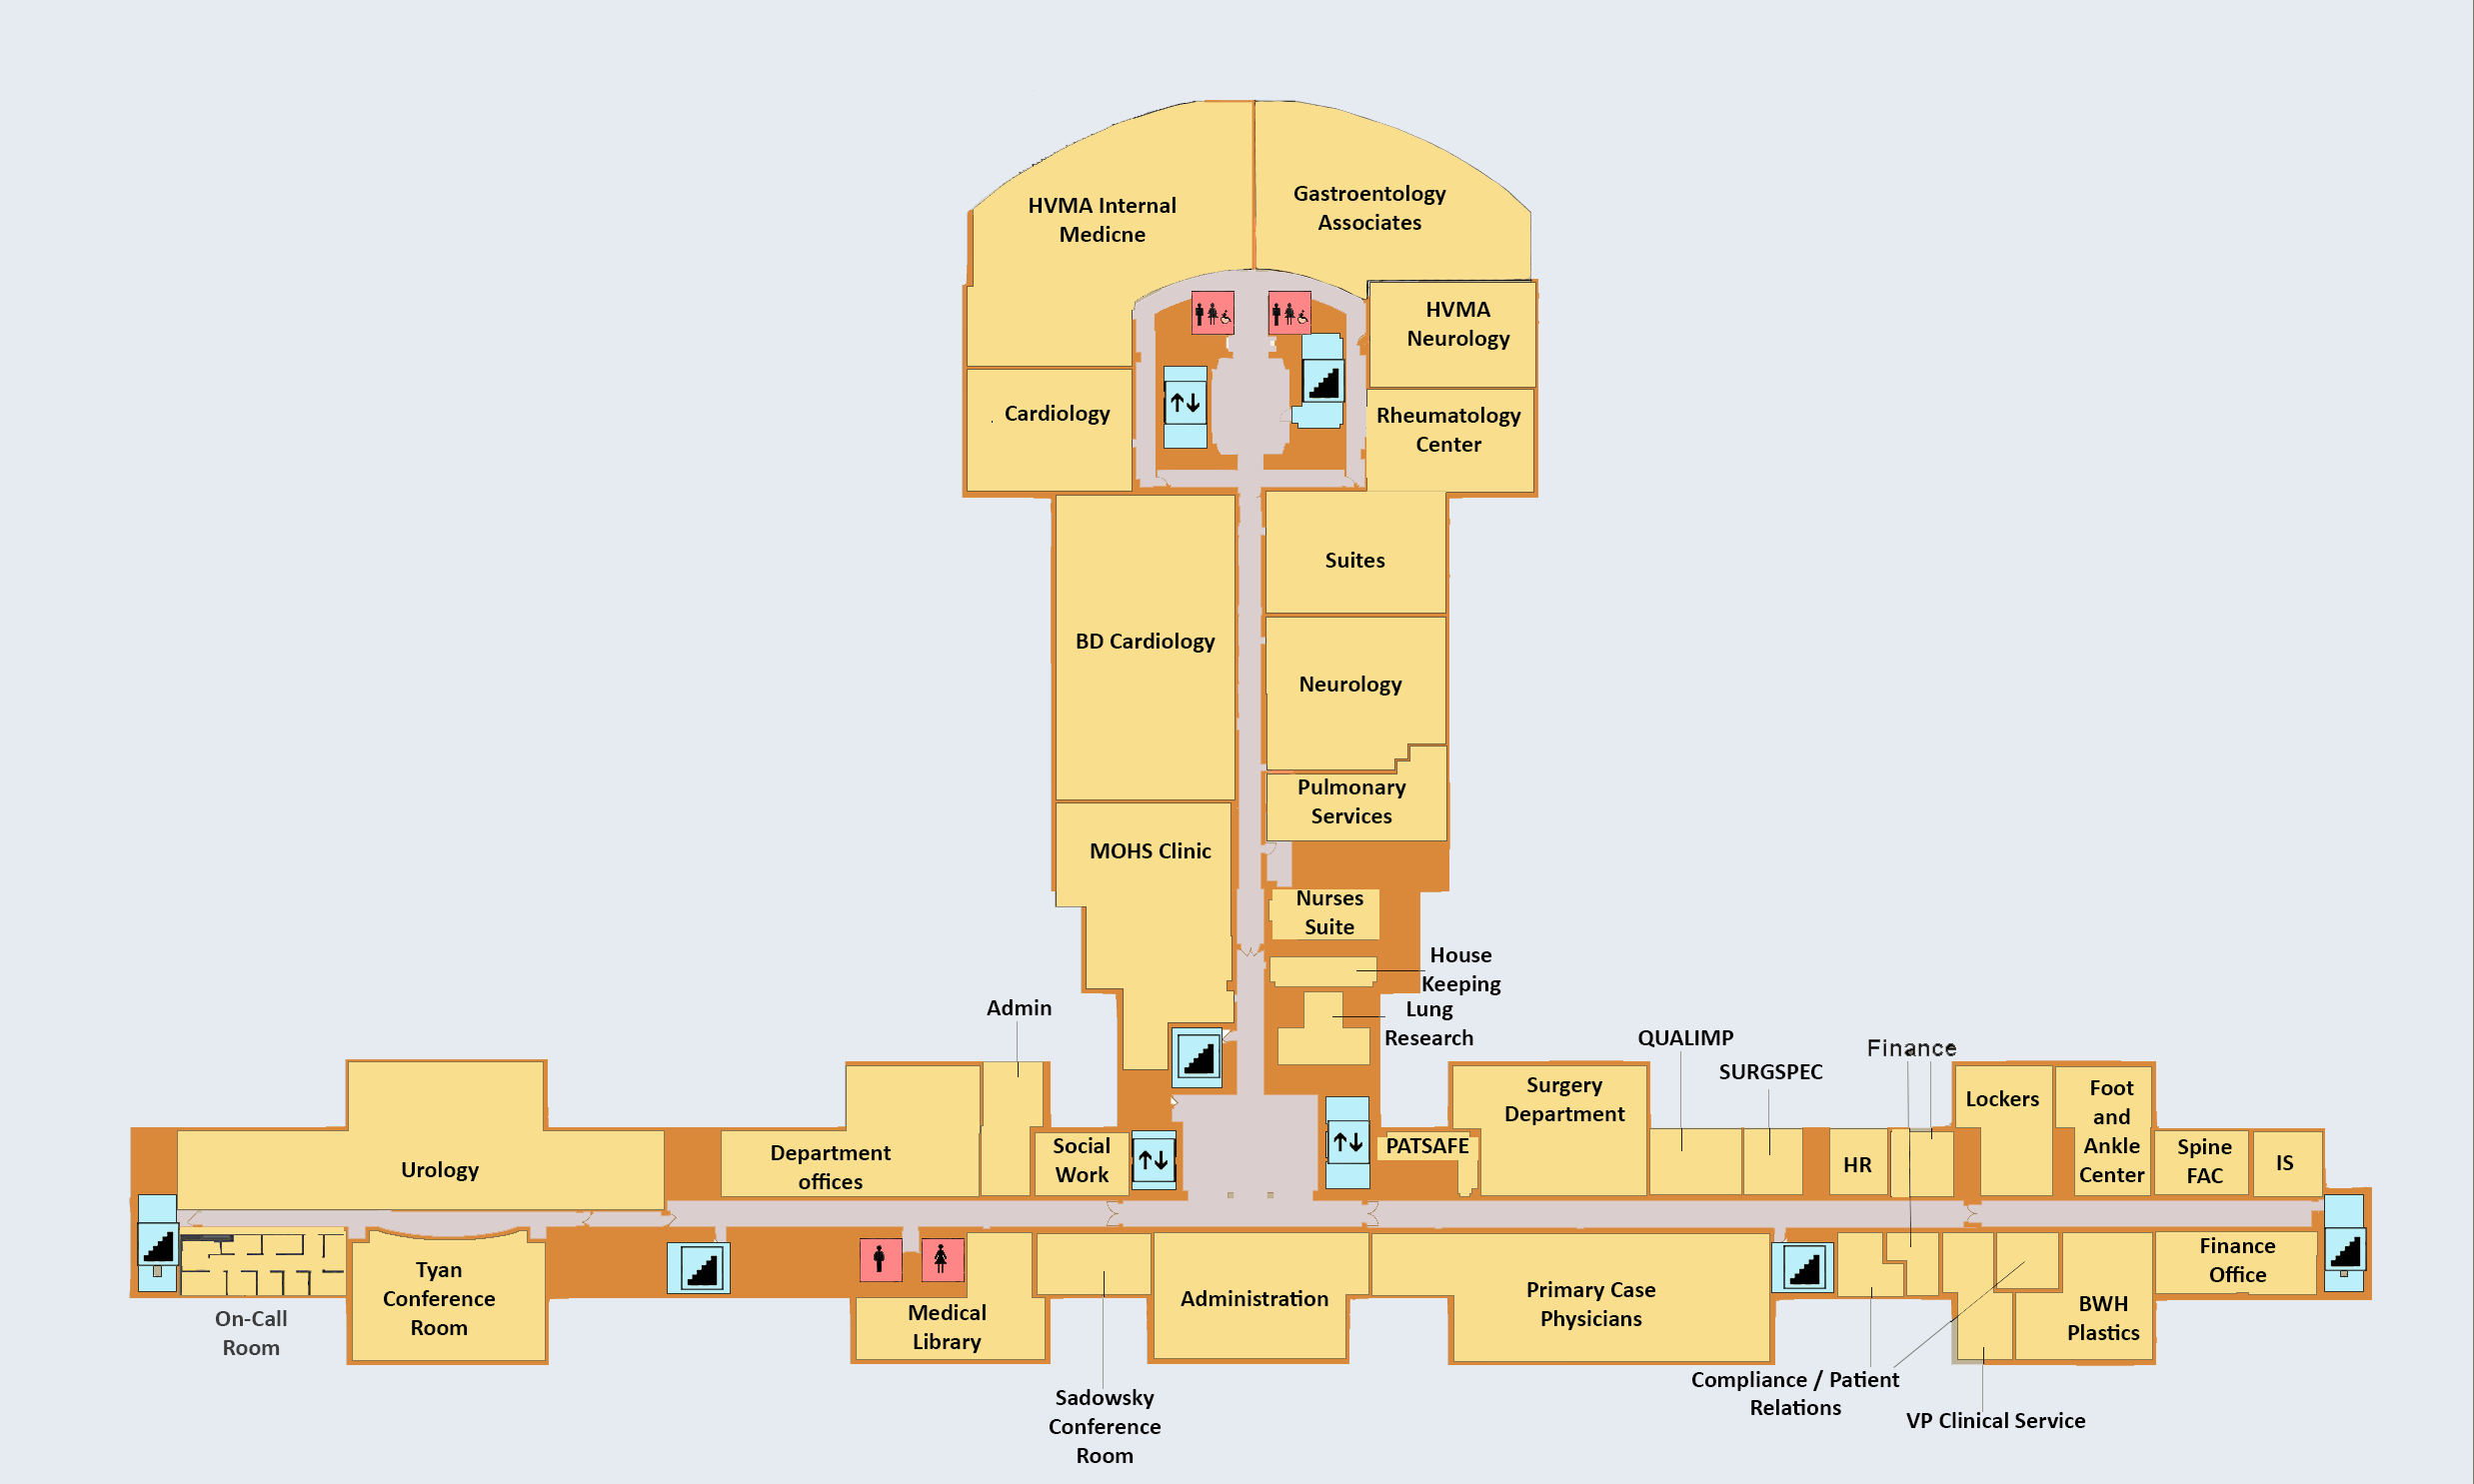 HVMA Internal
Medicne
Gastroentology
Associates
HVMA
Neurology
Cardiology
Rheumatology
Center
Suites
BD Cardiology
Neurology
Pulmonary
Services
MOHS Clinic
Nurses
Suite
House
Keeping
Lung
Research
Admin
QUALIMP
SURGSPEC
Finance
Surgery
Department
Lockers
Foot
and
Ankle
Center
Urology
Department
offices
Social
Work
PATSAFE
HR
Spine
FAC
IS
On-Call
Room
Tyan
Conference
Room
Medical
Library
Administration
Primary Case
Physicians
Finance
Office
BWH
Plastics
Sadowsky
Conference
Room
Compliance / Patient
Relations
VP Clinical Service